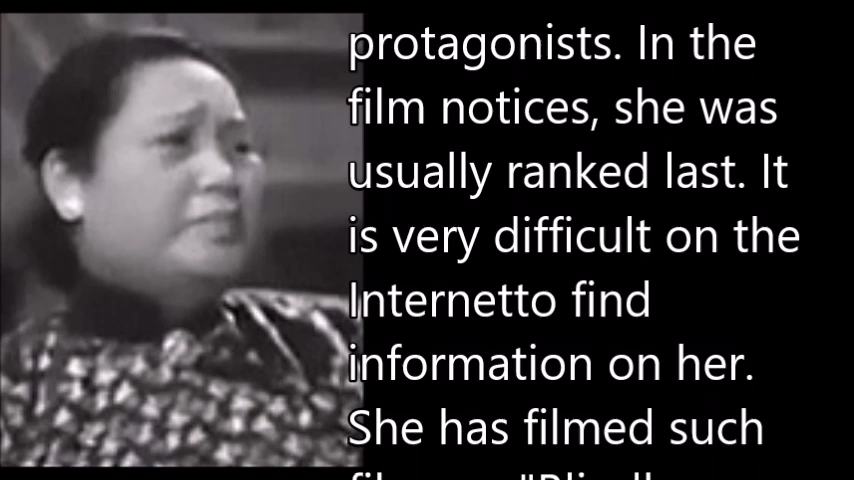 protagonists. In the
film notices, she was
usually ranked last. It
is very difficult on the
Internetto find
information on her.
She has filmed such